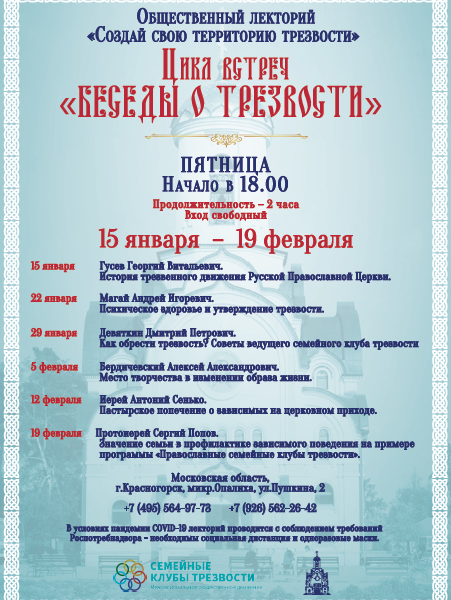 Общественный лекторий
«Создай свою территорию трезвости»
Цикл встреч
«БЕСЕДЫ О ТРЕЗВОСТИ»
ПЯТНИЦА
Начало в 18.00
Продолжительность – 2 часа
Вход свободный
15 января – 19 февраля
15 января Гусев Георгий Витальевич.
История трезвенного движения Русской Православной Церкви.
22 января Магай Андрей Игоревич.
Психическое здоровье и утверждение трезвости.
29 января Девяткин Дмитрий Петрович.
Как обрести трезвость? Советы ведущего семейного клуба трезвости
5 февраля Бердичевский Алексей Александрович.
Место творчества в изменении образа жизни.
12 февраля Иерей Антоний Сенько.
Пастырское попечение о зависимых на церковном приходе.
19 февраля Протоиерей Сергий Попов.
Значение семьи в профилактике зависимого поведения на примере
программы «Православные семейные клубы трезвости».
Московская область,
г.Красногорск, микр.Опалиха, ул.Пушкина, 2
+7 (495) 564-97-73 +7 (926) 562-26-42
В условиях пандемии COVID-19 лекторий проводится с соблюдением требований
Роспотребнадзора – необходимы социальная дистанция и одноразовые маски.
СЕМЕЙНЫЕ
КЛУБЫ ТРЕЗВОСТИ